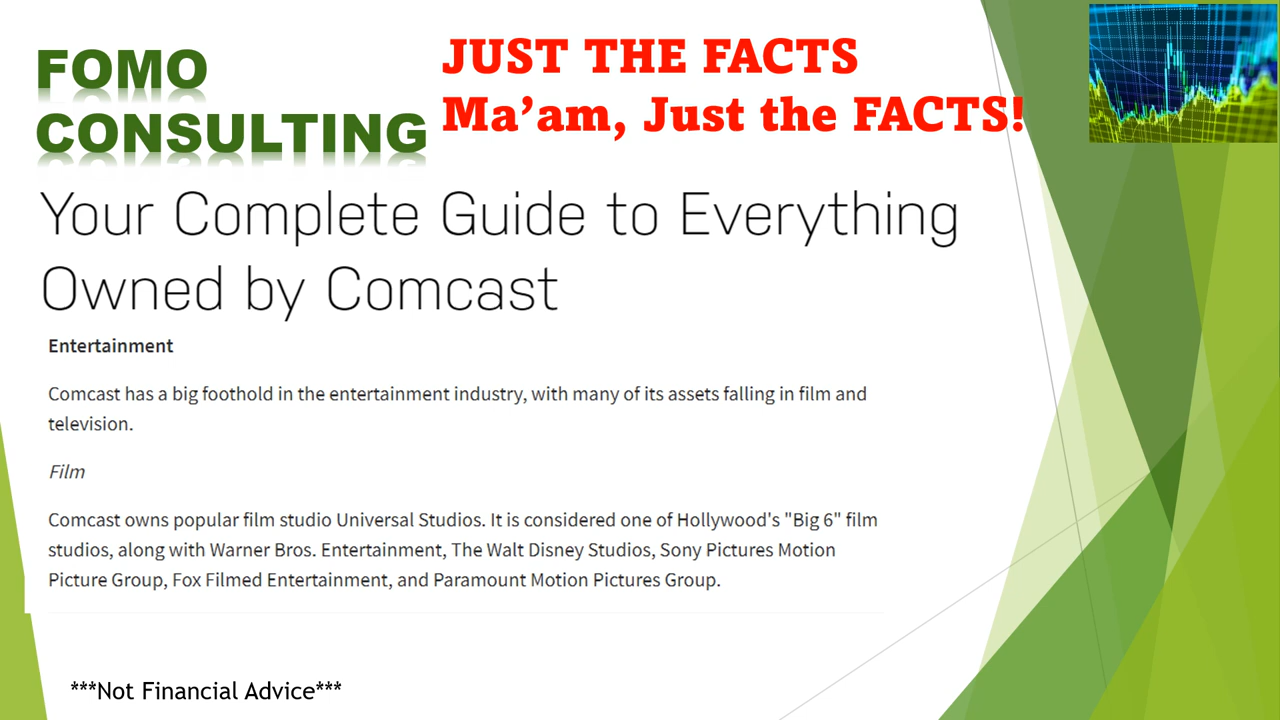 FOMO
CONSULTING
JUST THE FACTS
Ma’am, Just the FACTS!
Your Complete Guide to Everything
Owned by Comcast
Entertainment
Comcast has a big foothold in the entertainment industry, with many of its assets falling in film and
television.
Film
Comcast owns popular film studio Universal Studios. It is considered one of Hollywood's "Big 6" film
studios, along with Warner Bros. Entertainment, The Walt Disney Studios, Sony Pictures Motion
Picture Group, Fox Filmed Entertainment, and Paramount Motion Pictures Group.
***Not Financial Advice***